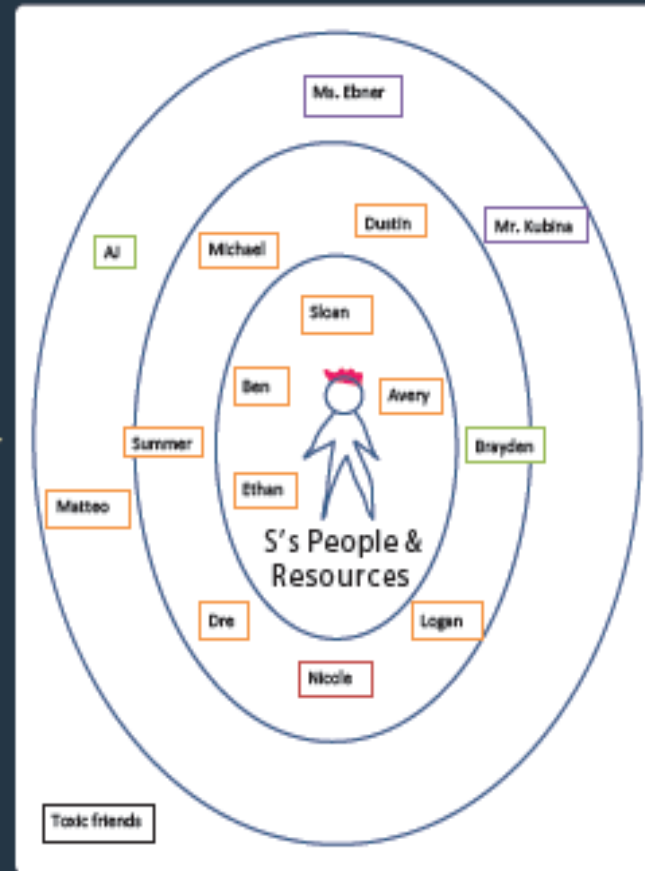 Ms. Ebner
Dustin
Mr. Kubina
Michael
AJ
Sloan
Ben
Avery
Summer
Brayden
Ethan
Matteo
S's People &
Resources
Dre
Logan
Nicole
Toxic friends